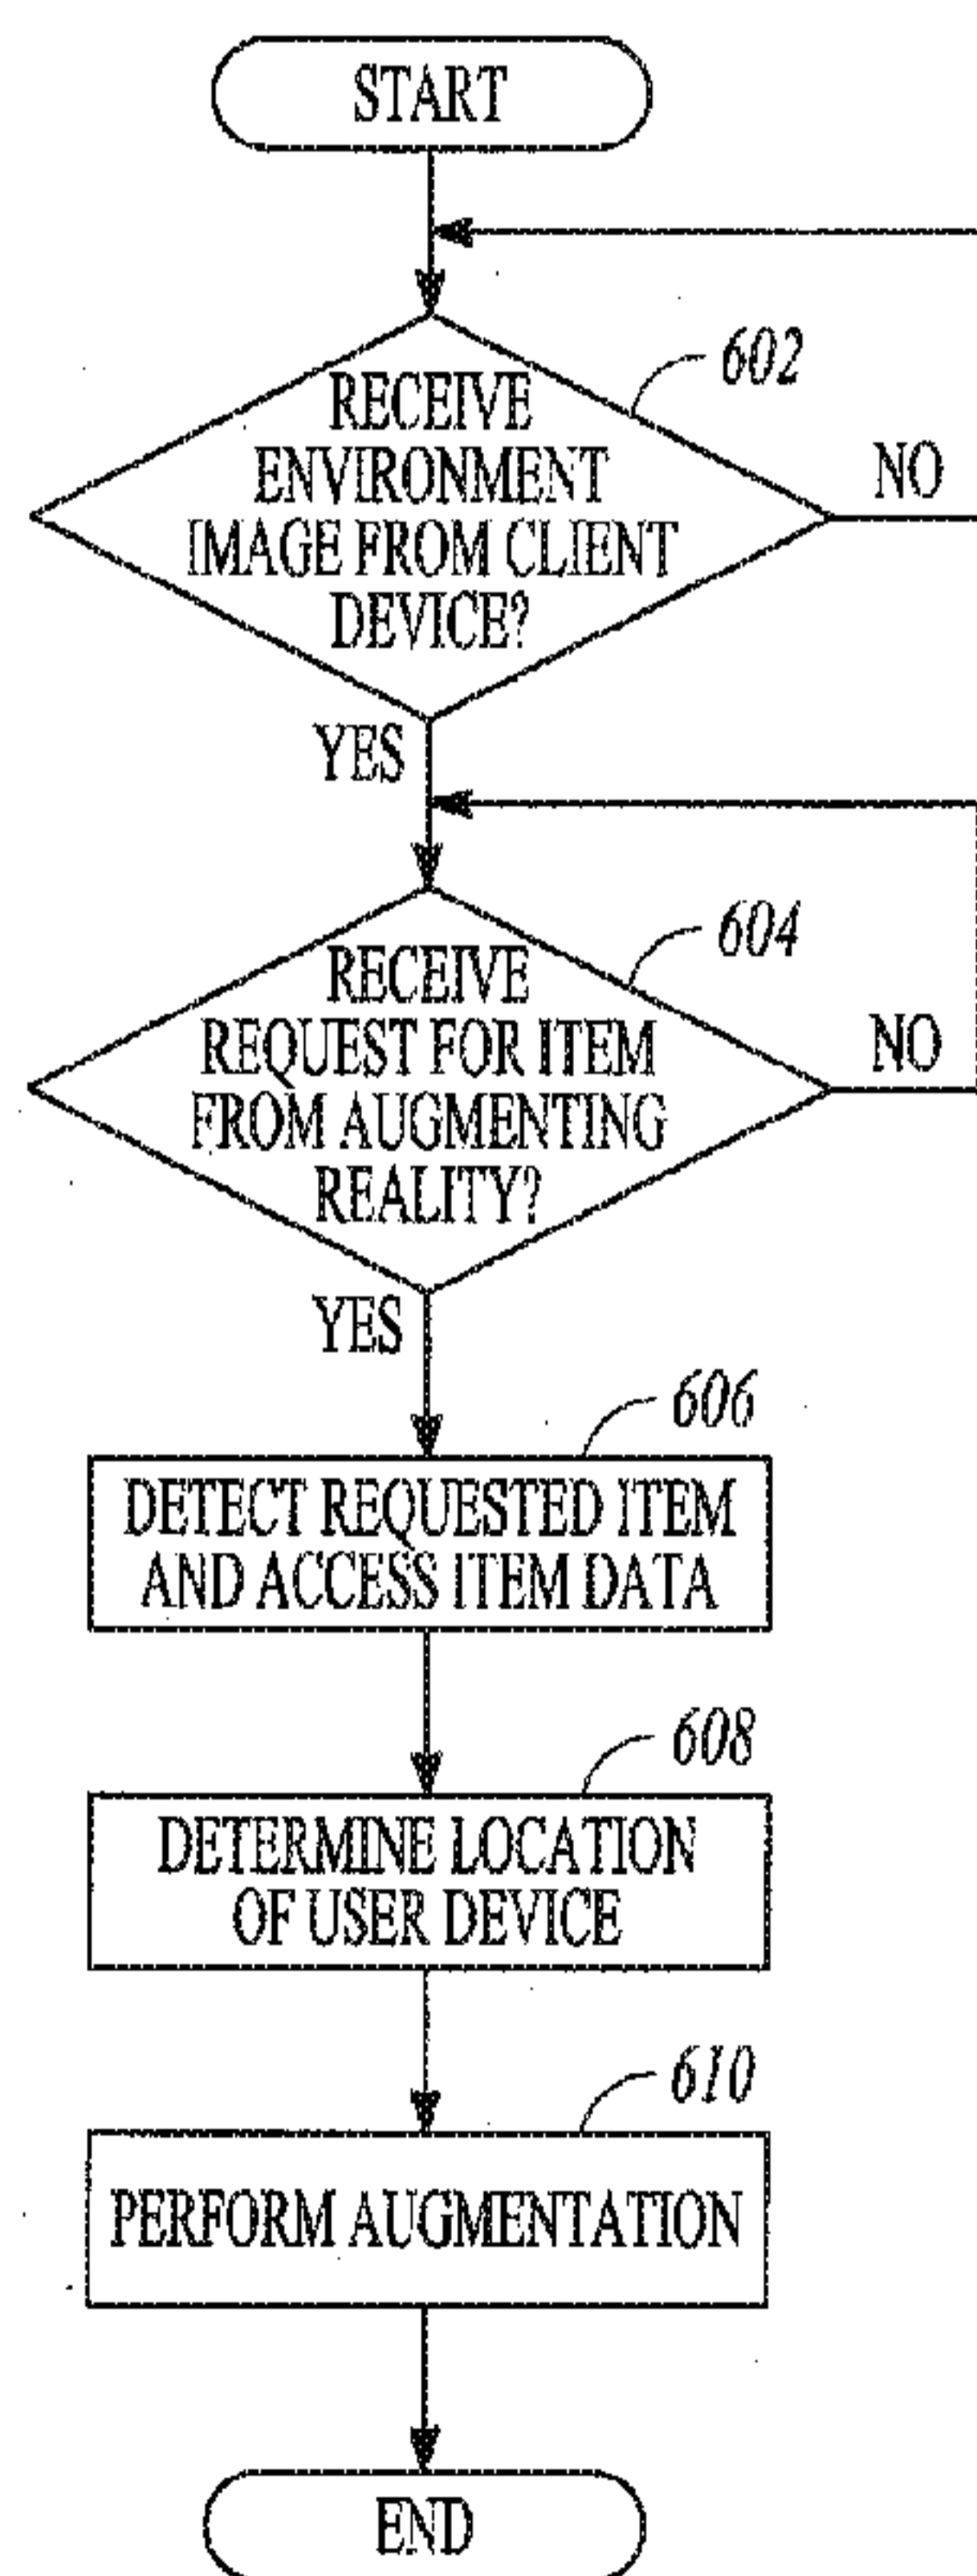 START
602
RECEIVE
ENVIRONMENT
IMAGE FROM CLIENT
DEVICE?
NO
YES
604
RECEIVE
REQUEST FOR ITEM
FROM AUGMENTING
REALITY?
NO
YES
606
DETECT REQUESTED ITEM
AND ACCESS ITEM DATA
608
DETERMINE LOCATION
OF USER DEVICE
610
PERFORM AUGMENTATION
END